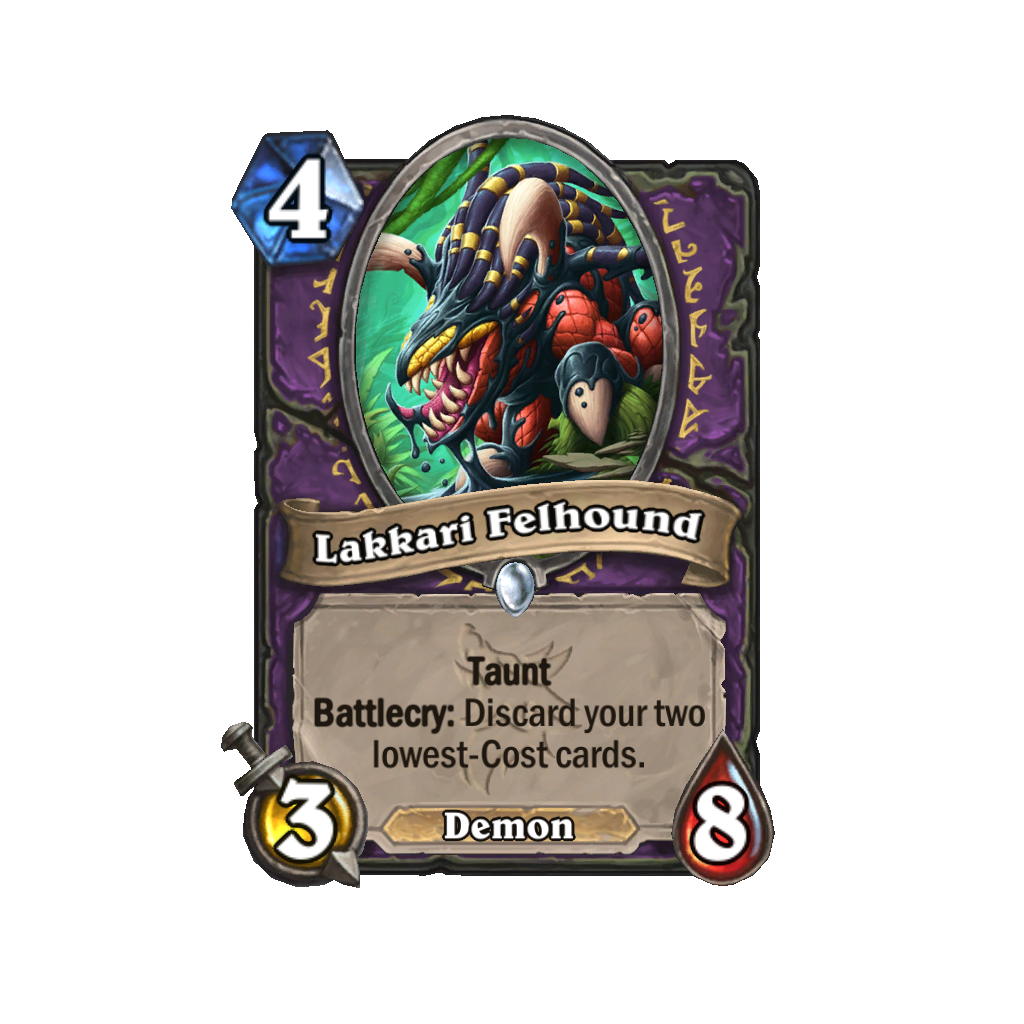 4
Lakkari Felhound
Taunt
Battlecry: Discard your two
lowest-Cost cards.
3
Demon
8